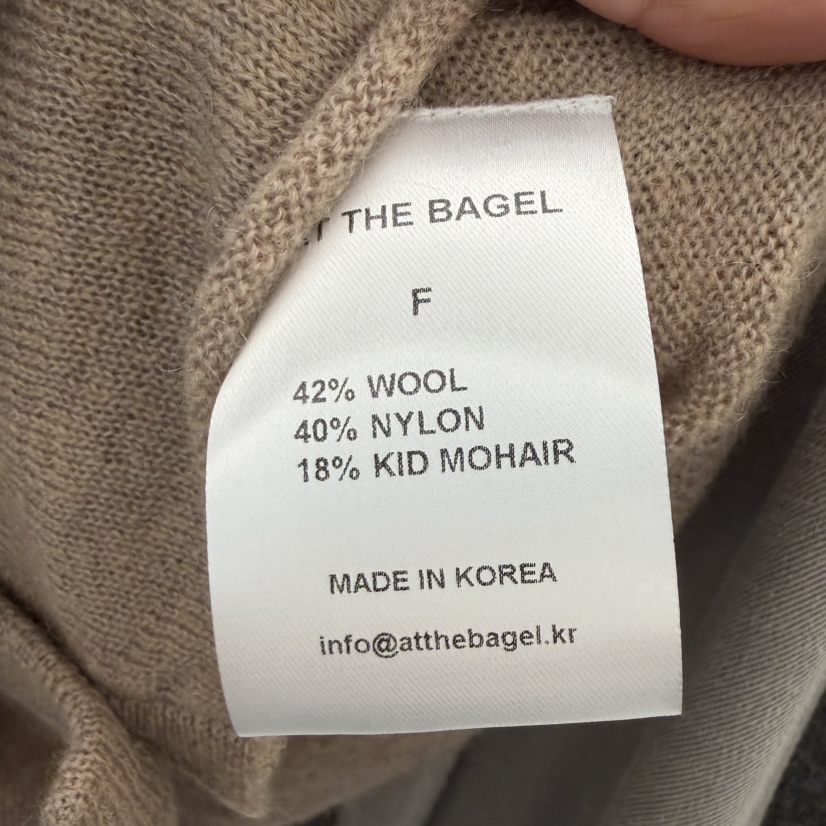 THE BAGEL
F
42% WOOL
40% NYLON
18% KID MOHAIR
MADE IN KOREA
info@atthebagel.kr